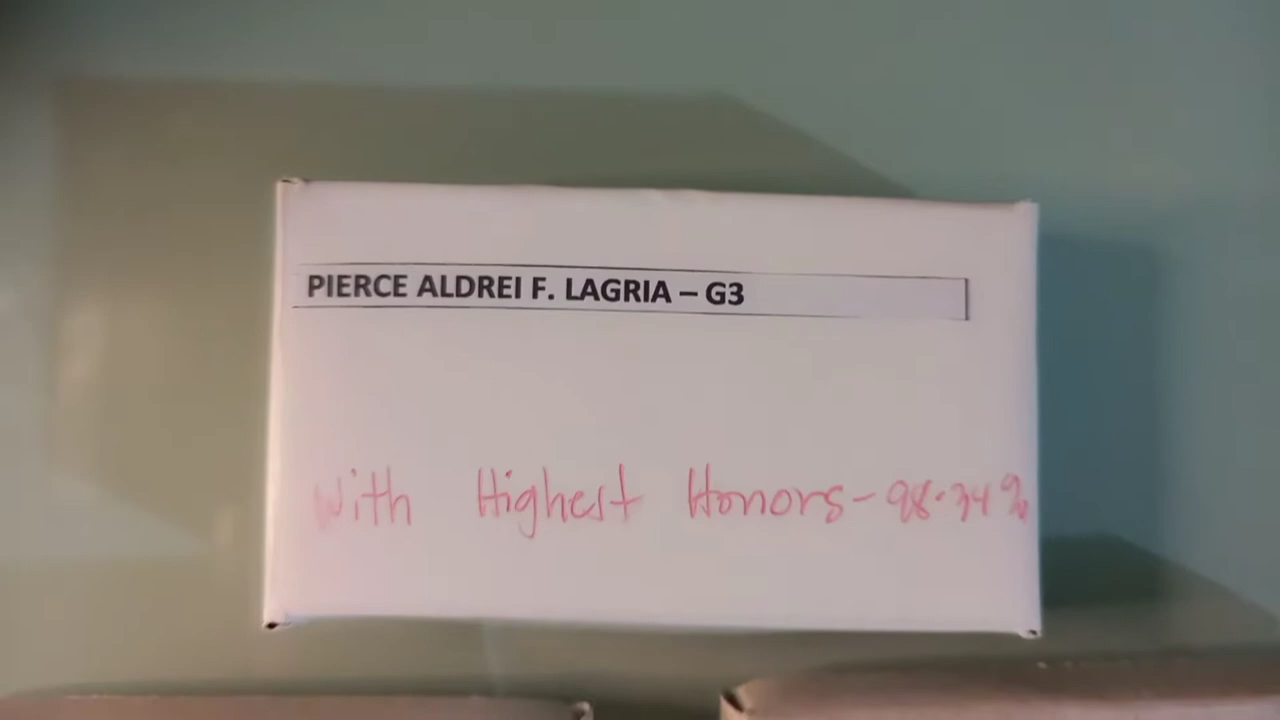 PIERCE ALDREI F. LAGRIA – G3
With Highest Honors - 98.34%